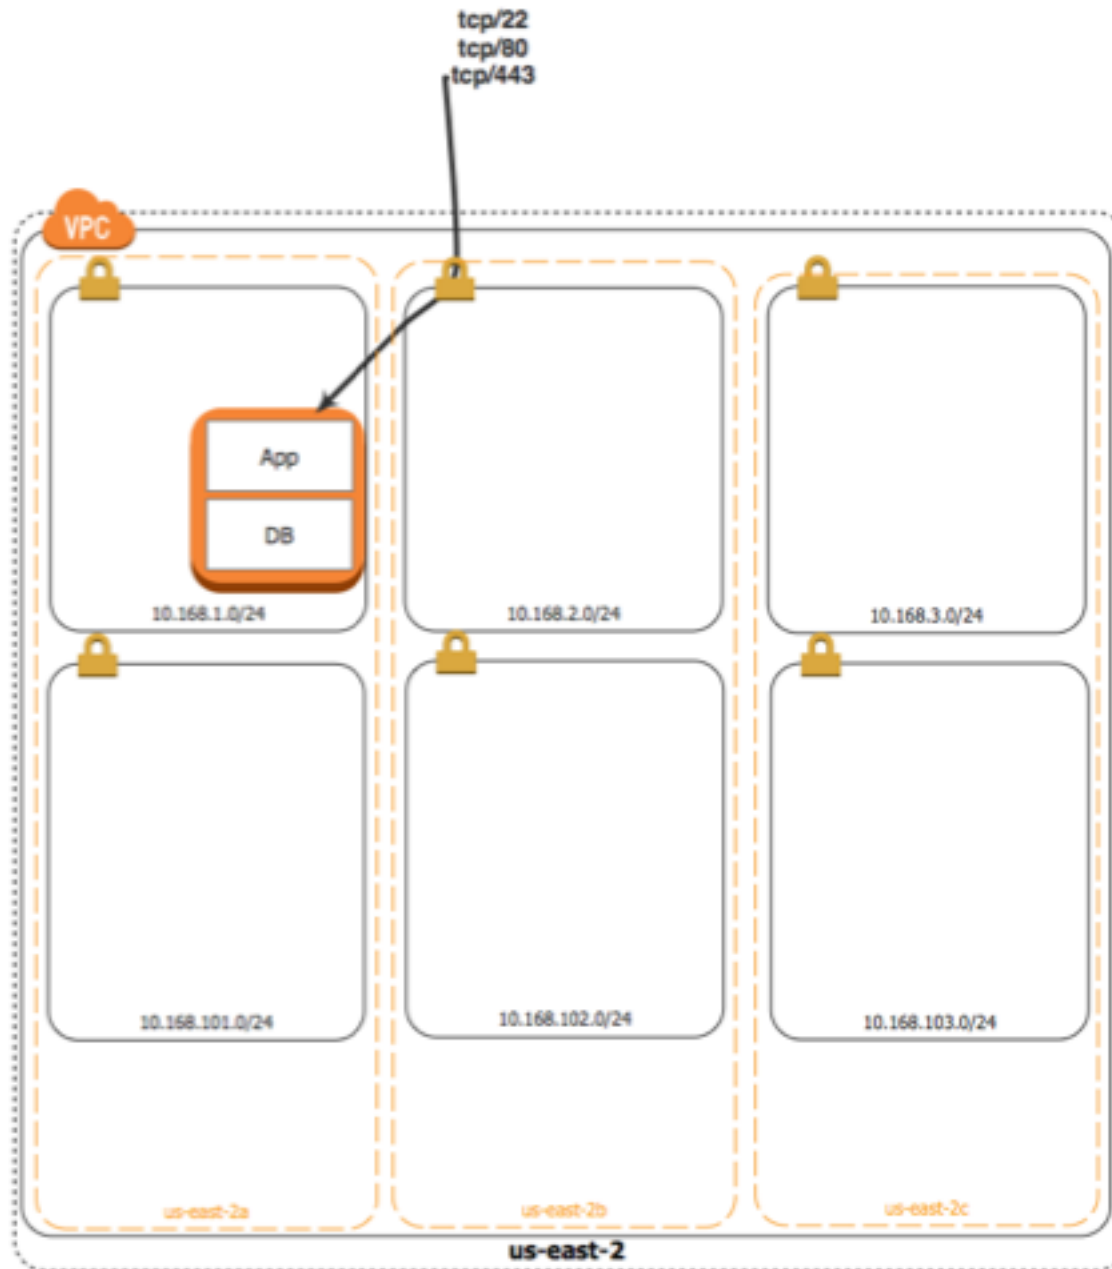 tcp/22
tcp/80
tcp/443
VPC
App
DB
10.168.1.0/24
10.168.2.0/24
10.168.3.0/24
10.168.101.0/24
10.168.102.0/24
10.168.103.0/24
us-east-2a
us-east-2b
us-east-2c
us-east-2